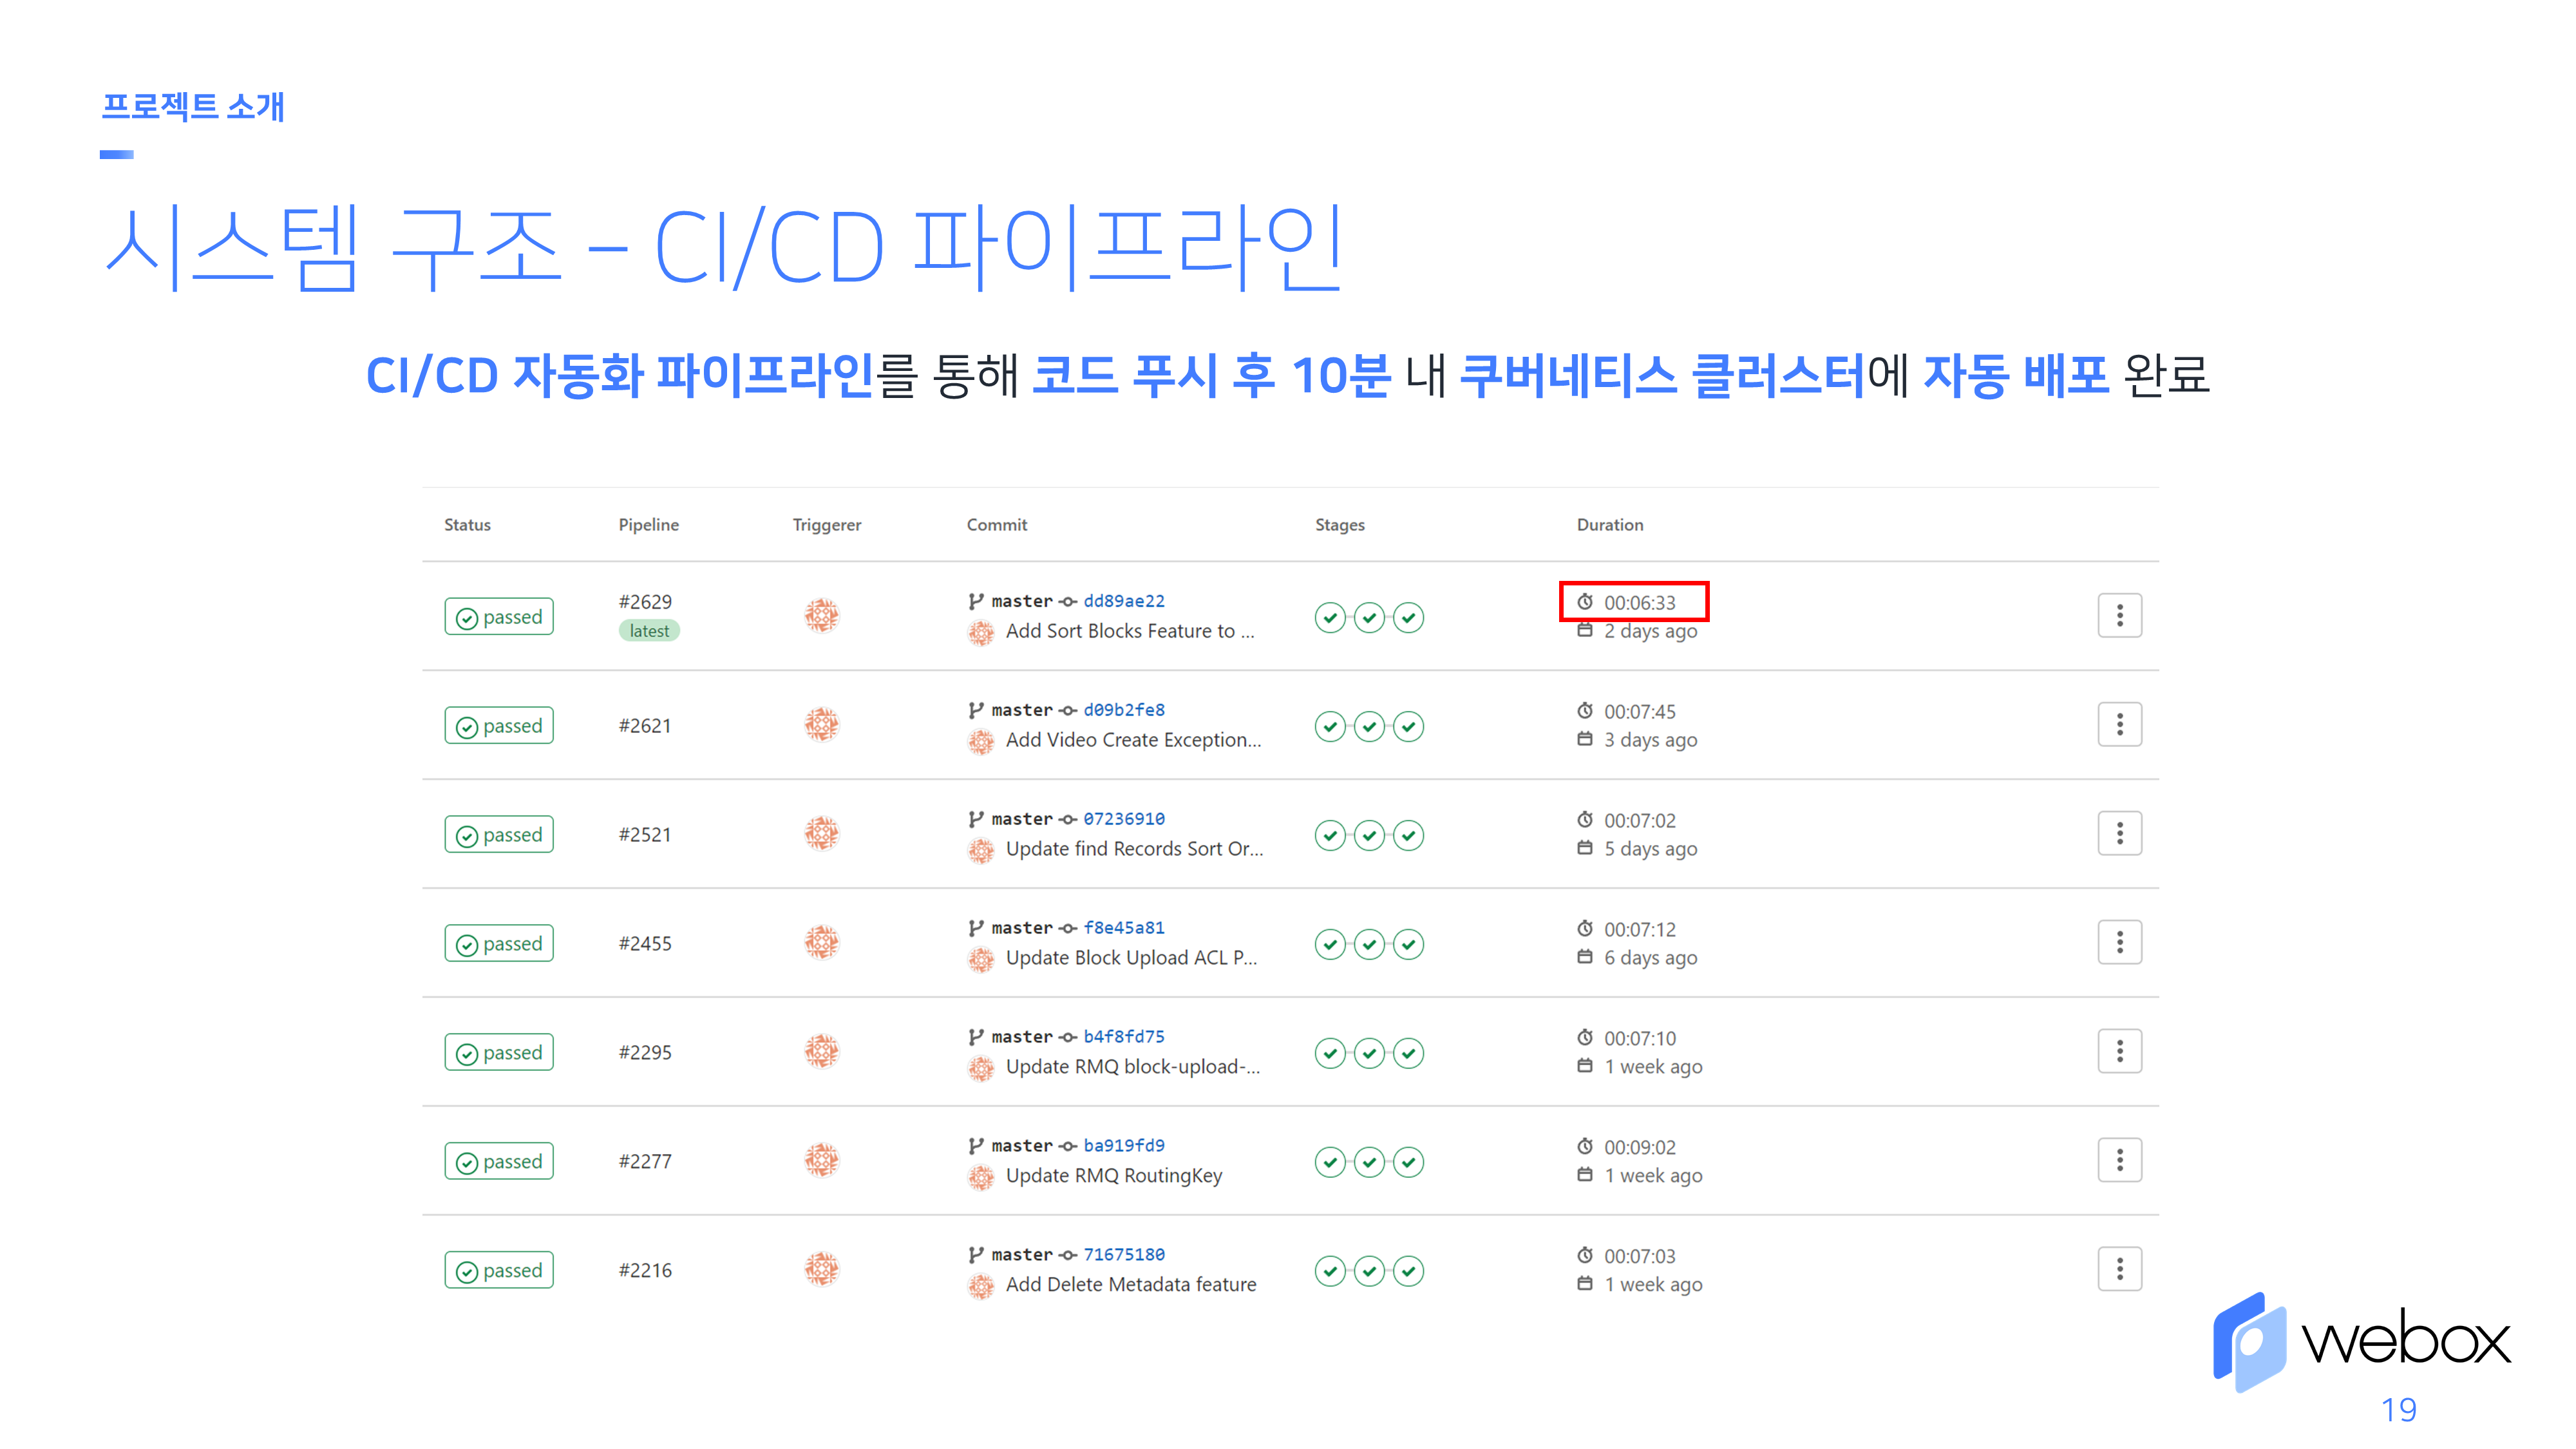 프로젝트 소개
시스템 구조 – CI/CD 파이프라인
CI/CD 자동화 파이프라인를 통해 코드 푸시 후 10분 내 쿠버네티스 클러스터에 자동 배포 완료
Status Pipeline Triggerer Commit Stages Duration
passed #2629 latest master dd89ae22 00:06:33
Add Sort Blocks Feature to ... 2 days ago
passed #2621 master d09b2fe8 00:07:45
Add Video Create Exception... 3 days ago
passed #2521 master 07236910 00:07:02
Update find Records Sort Or... 5 days ago
passed #2455 master f8e45a81 00:07:12
Update Block Upload ACL P... 6 days ago
passed #2295 master b4f8fd75 00:07:10
Update RMQ block-upload-... 1 week ago
passed #2277 master ba919fd9 00:09:02
Update RMQ RoutingKey 1 week ago
passed #2216 master 71675180 00:07:03
Add Delete Metadata feature 1 week ago
webox
19